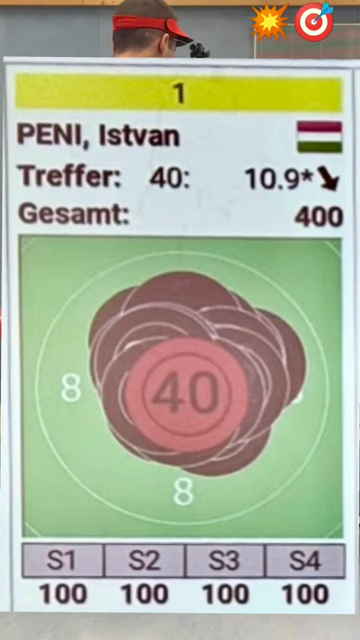 1
PENI, Istvan
Treffer: 40: 10.9*
Gesamt: 400
40
8
8
S1 S2 S3 S4
100 100 100 100